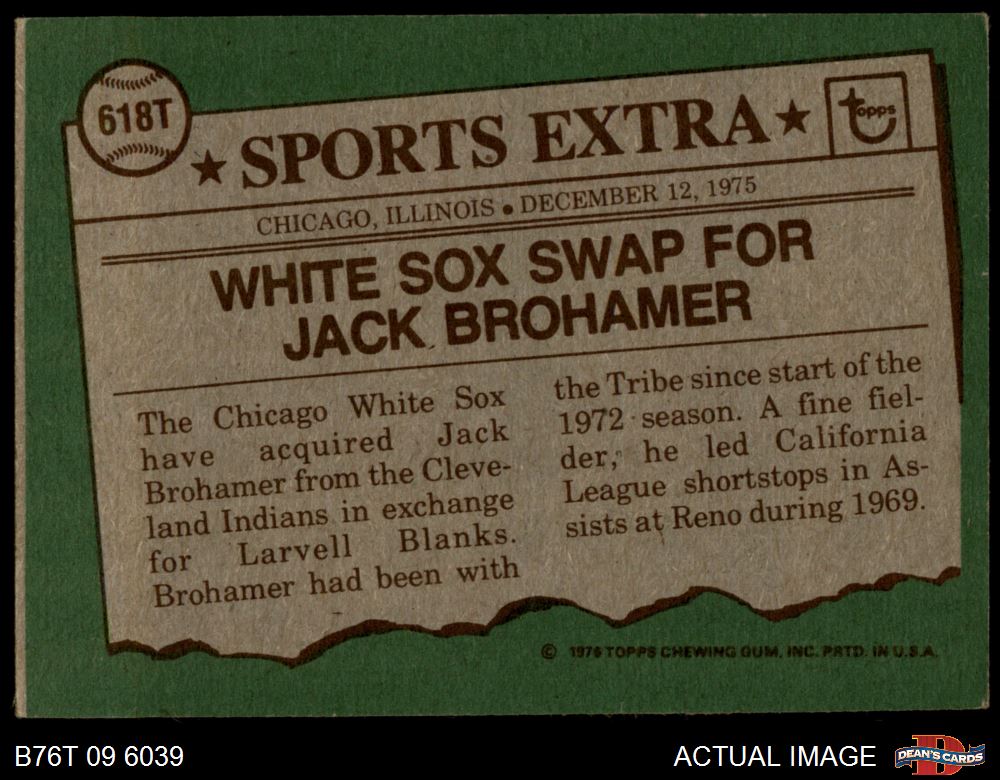 618T
★ SPORTS EXTRA ★
topps
CHICAGO, ILLINOIS • DECEMBER 12, 1975
WHITE SOX SWAP FOR
JACK BROHAMER
The Chicago White Sox
have acquired Jack
Brohamer from the Cleve-
land Indians in exchange
for Larvell Blanks.
Brohamer had been with
the Tribe since start of the
1972 season. A fine fiel-
der, he led California
League shortstops in As-
sists at Reno during 1969.
© 1976 TOPPS CHEWING GUM, INC. PRTD. IN U.S.A.
B76T 09 6039
ACTUAL IMAGE
DEAN'S CARDS